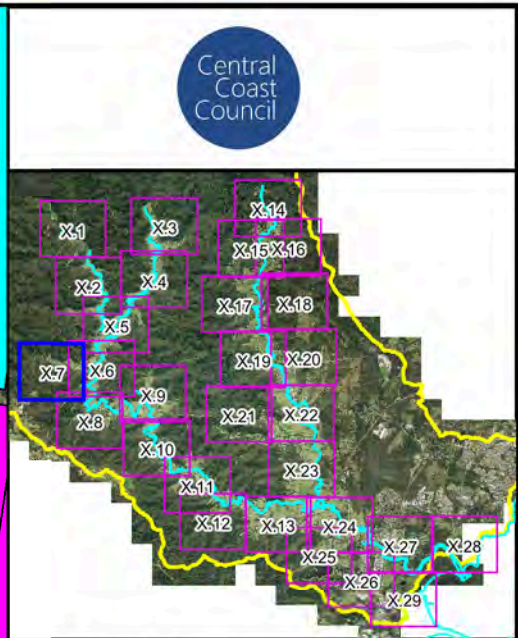 Central
Coast
Council
X.14
X.1
X.3
X.15 X.16
X.2
X.4
X.17
X.18
X.5
X.19
X.20
X.7
X.6
X.9
X.8
X.21
X.22
X.10
X.23
X.11
X.12
X.13
X.24
X.25
X.27
X.28
X.26
X.29